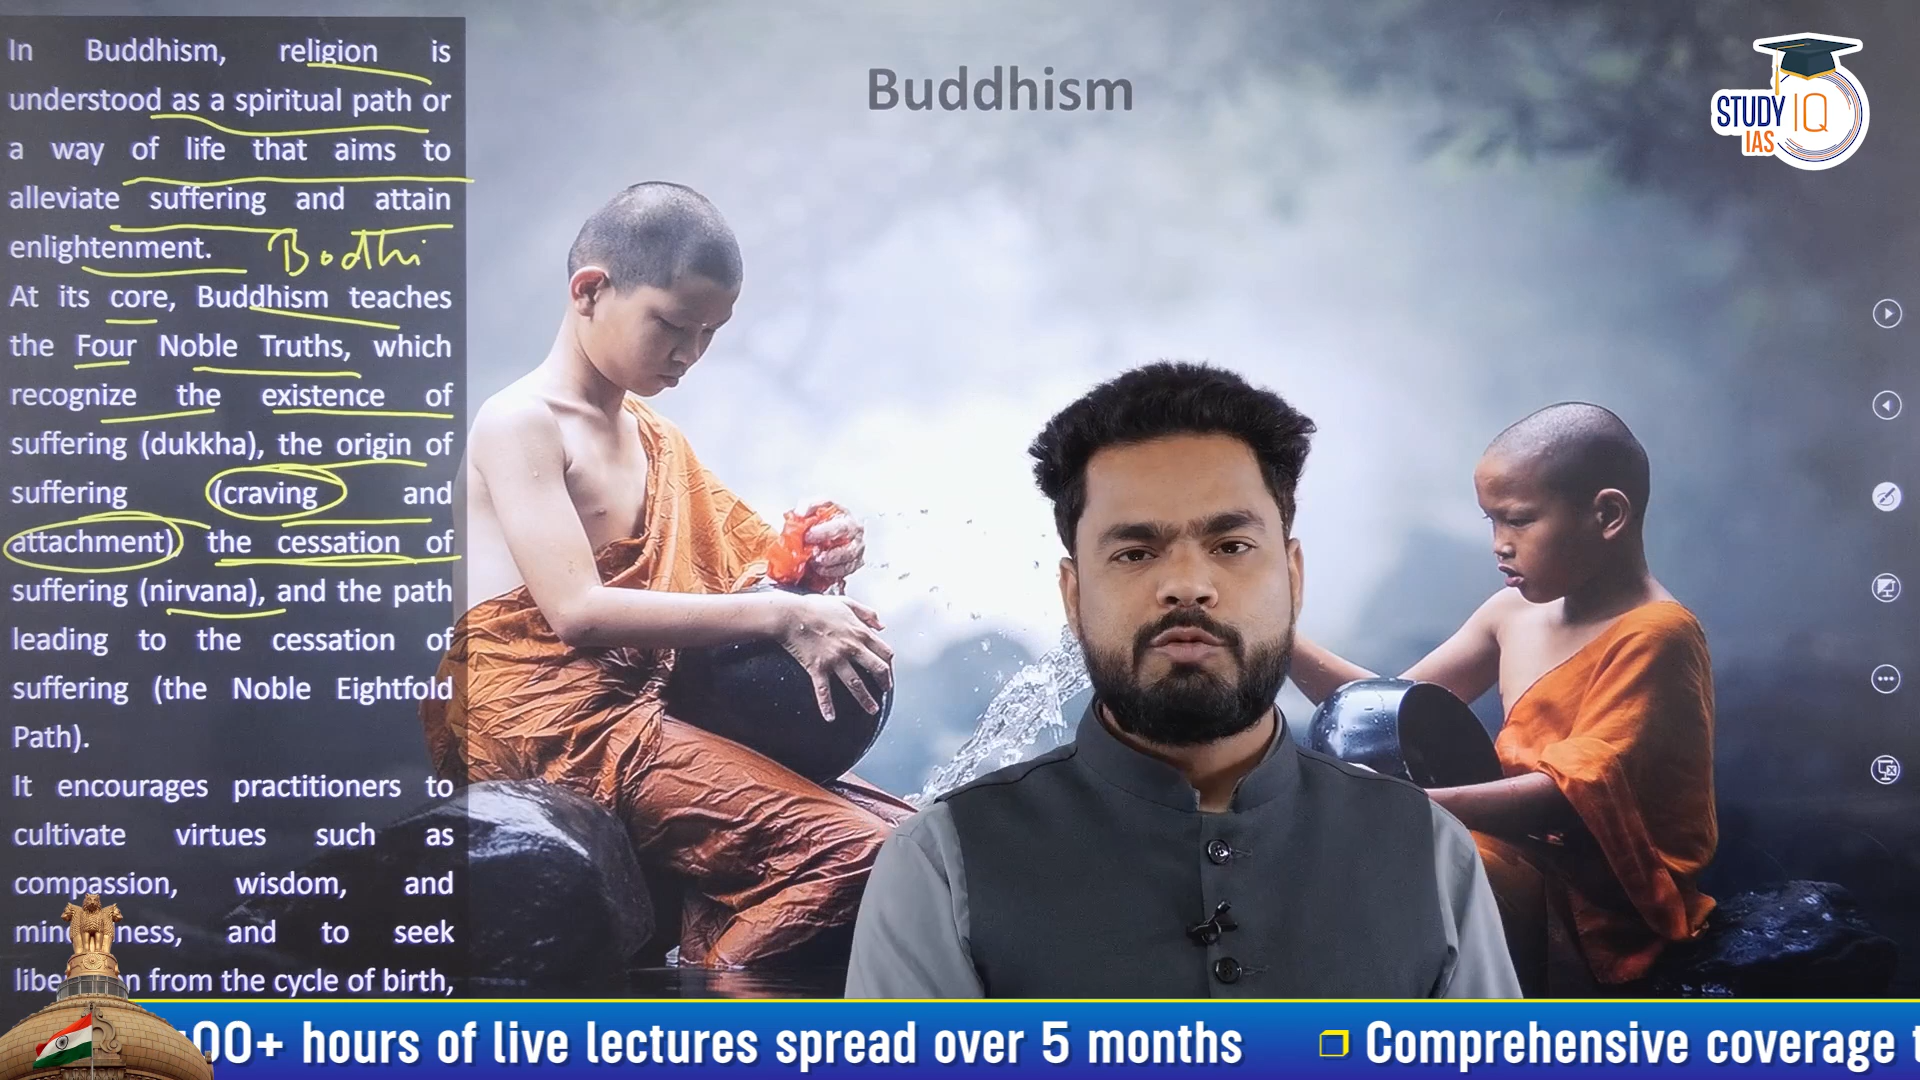 In Buddhism, religion is
understood as a spiritual path or
a way of life that aims to
alleviate suffering and attain
enlightenment. Bodhi
At its core, Buddhism teaches
the Four Noble Truths, which
recognize the existence of
suffering (dukkha), the origin of
suffering (craving and
attachment), the cessation of
suffering (nirvana), and the path
leading to the cessation of
suffering (the Noble Eightfold
Path).
It encourages practitioners to
cultivate virtues such as
compassion, wisdom, and
and to seek
from the cycle of birth,
Buddhism
STUDY IQ
IAS
00+ hours of live lectures spread over 5 months
Comprehensive coverage